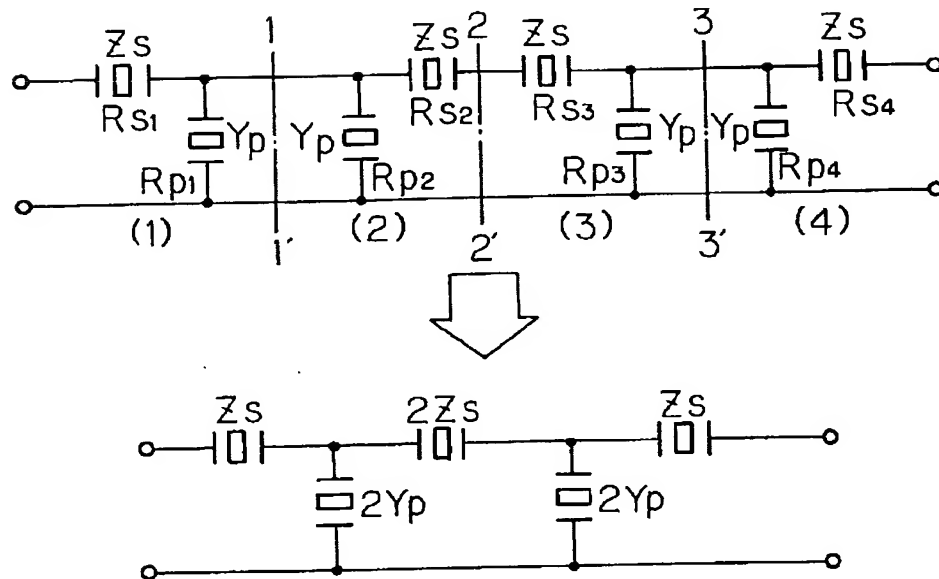 1 2 3
Zs Zs Zs Zs
Rs1 Rs2 Rs3 Rs4
Yp Yp Yp Yp
Rp1 Rp2 Rp3 Rp4
(1) (2) (3) (4)
1' 2' 3'
Zs 2Zs Zs
2Yp 2Yp